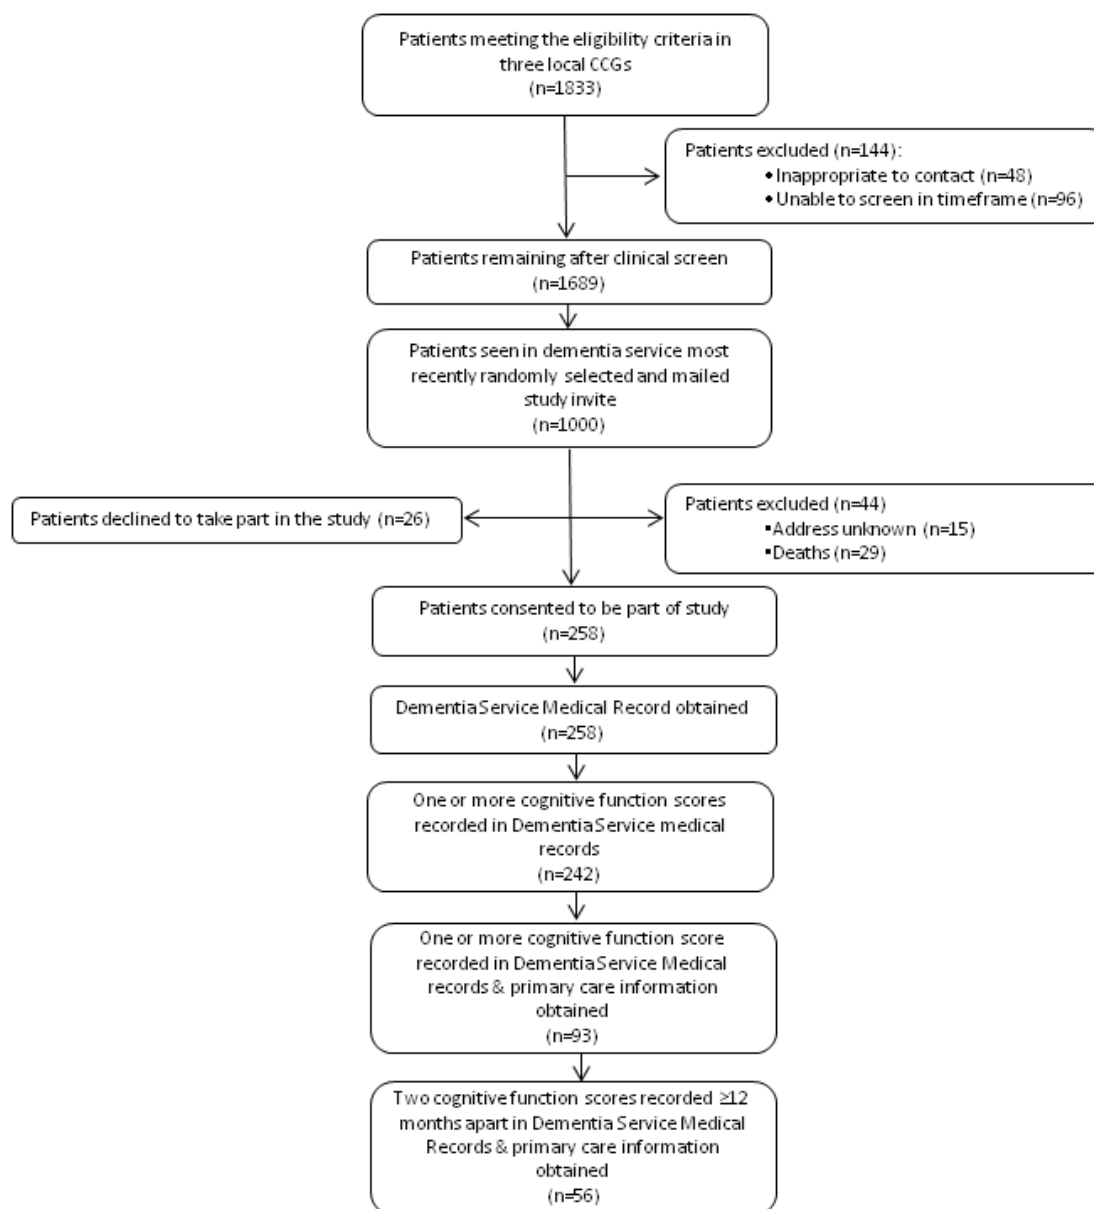 Patients meeting the eligibility criteria in
three local CCGs
(n=1833)
Patients excluded (n=144):
•Inappropriate to contact (n=48)
•Unable to screen in timeframe (n=96)
Patients remaining after clinical screen
(n=1689)
Patients seen in dementia service most
recently randomly selected and mailed
study invite
(n=1000)
Patients declined to take part in the study (n=26)
Patients excluded (n=44)
▪Address unknown (n=15)
▪Deaths (n=29)
Patients consented to be part of study
(n=258)
Dementia Service Medical Record obtained
(n=258)
One or more cognitive function scores
recorded in Dementia Service medical
records
(n=242)
One or more cognitive function score
recorded in Dementia Service Medical
records & primary care information
obtained
(n=93)
Two cognitive function scores recorded ≥12
months apart in Dementia Service Medical
Records & primary care information
obtained
(n=56)